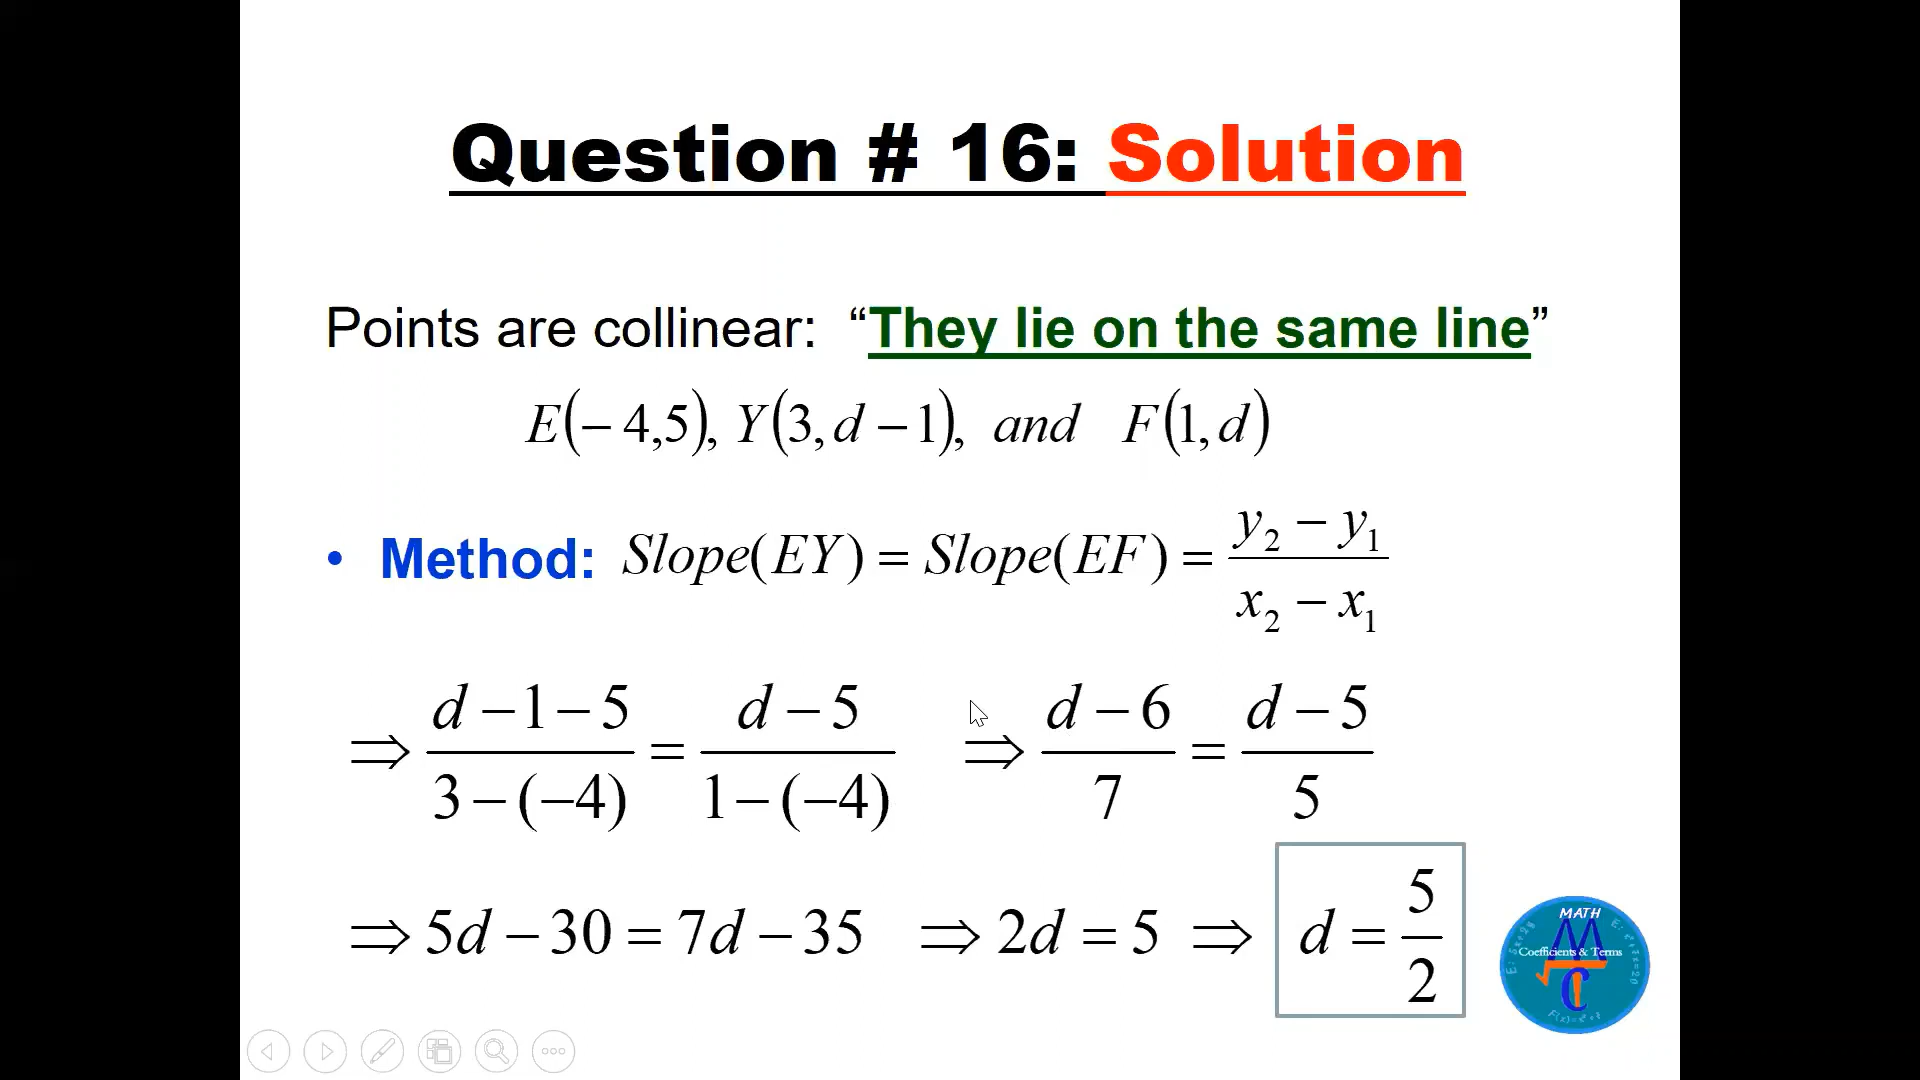 Question # 16: Solution
Points are collinear: “They lie on the same line”
E(− 4,5), Y(3, d − 1), and F(1, d)
• Method: Slope(EY) = Slope(EF) = (y₂ − y₁)/(x₂ − x₁)
⇒ (d − 1 − 5)/(3 − (−4)) = (d − 5)/(1 − (−4)) ⇒ (d − 6)/7 = (d − 5)/5
⇒ 5d − 30 = 7d − 35 ⇒ 2d = 5 ⇒ d = 5/2
MATH
Coefficients & Terms